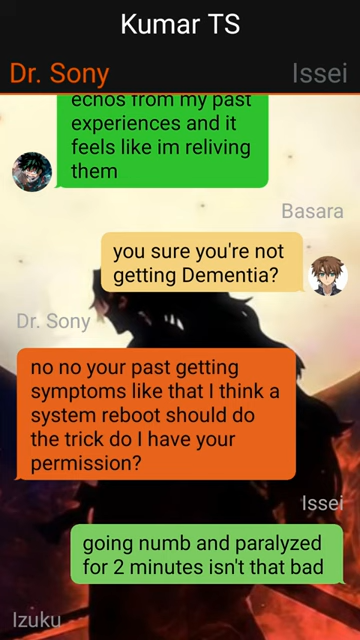 Kumar TS
Dr. Sony
Issei
echos from my past
experiences and it
feels like im reliving
them
Basara
you sure you're not
getting Dementia?
Dr. Sony
no no your past getting
symptoms like that I think a
system reboot should do
the trick do I have your
permission?
Issei
going numb and paralyzed
for 2 minutes isn't that bad
Izuku